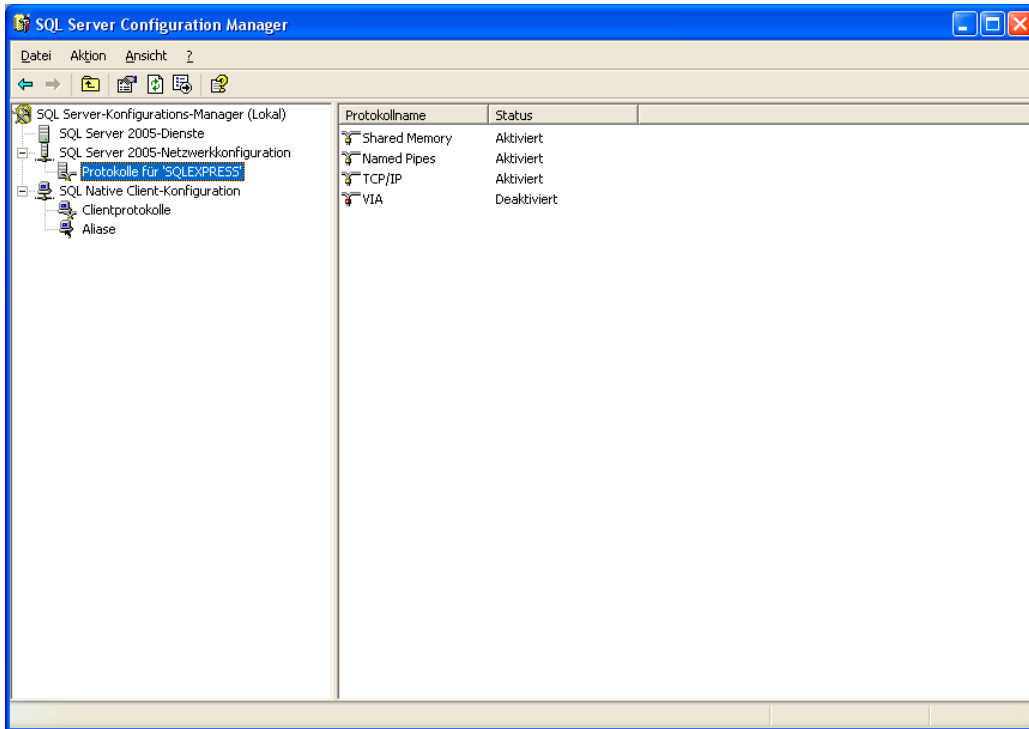 SQL Server Configuration Manager
Datei Aktion Ansicht ?
SQL Server-Konfigurations-Manager (Lokal)
SQL Server 2005-Dienste
SQL Server 2005-Netzwerkkonfiguration
Protokolle für 'SQLEXPRESS'
SQL Native Client-Konfiguration
Clientprotokolle
Aliase
Protokollname Status
Shared Memory Aktiviert
Named Pipes Aktiviert
TCP/IP Aktiviert
VIA Deaktiviert